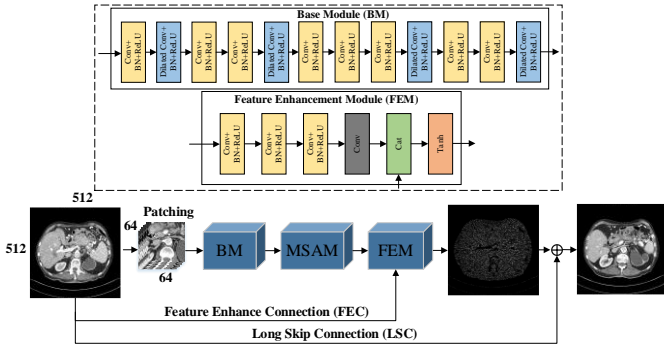 Base Module (BM)
Conv+ BN+ReLU
Dilated Conv+ BN+ReLU
Conv+ BN+ReLU
Conv+ BN+ReLU
Dilated Conv+ BN+ReLU
Conv+ BN+ReLU
Conv+ BN+ReLU
Conv+ BN+ReLU
Dilated Conv+ BN+ReLU
Conv+ BN+ReLU
Conv+ BN+ReLU
Dilated Conv+ BN+ReLU
Feature Enhancement Module (FEM)
Conv+ BN+ReLU
Conv+ BN+ReLU
Conv+ BN+ReLU
Conv
Cat
Tanh
512
512
Patching
64
64
BM
MSAM
FEM
Feature Enhance Connection (FEC)
Long Skip Connection (LSC)